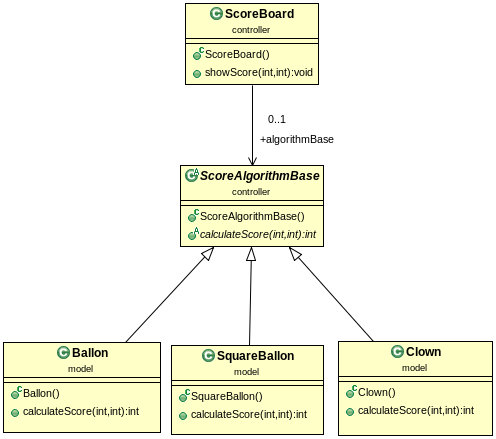 ScoreBoard
controller
ScoreBoard()
showScore(int,int):void
0..1
+algorithmBase
ScoreAlgorithmBase
controller
ScoreAlgorithmBase()
calculateScore(int,int):int
Ballon
model
Ballon()
calculateScore(int,int):int
SquareBallon
model
SquareBallon()
calculateScore(int,int):int
Clown
model
Clown()
calculateScore(int,int):int